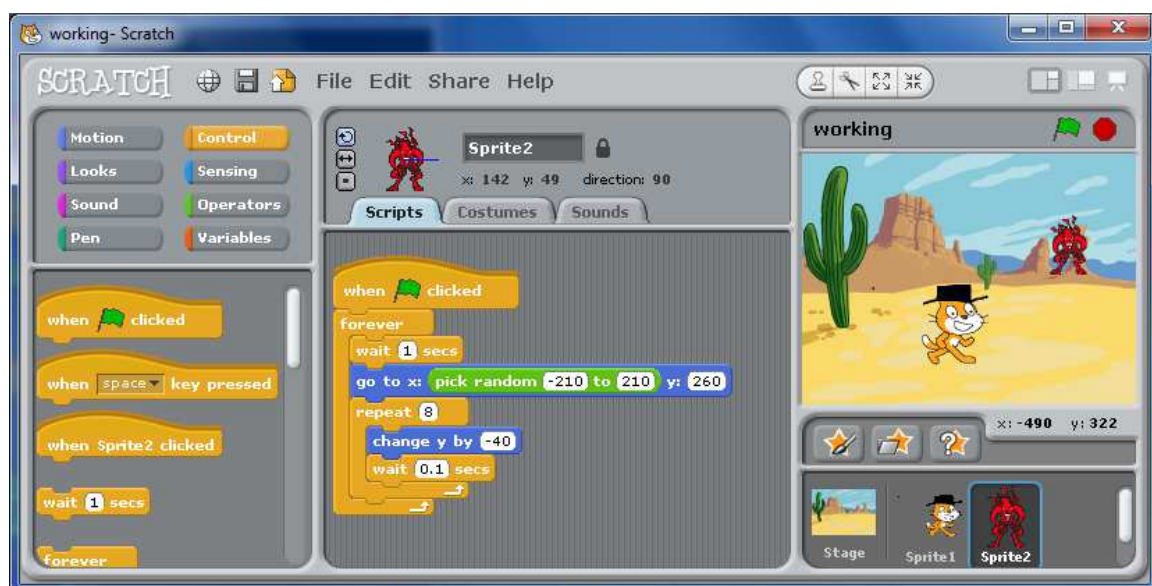 working- Scratch
SCRATCH File Edit Share Help
Motion Control
Looks Sensing
Sound Operators
Pen Variables
when clicked
when space key pressed
when Sprite2 clicked
wait 1 secs
forever
Sprite2
x: 142 y: 49 direction: 90
Scripts Costumes Sounds
when clicked
forever
wait 1 secs
go to x: pick random -210 to 210 y: 260
repeat 8
change y by -40
wait 0.1 secs
working
x: -490 y: 322
Stage Sprite1 Sprite2